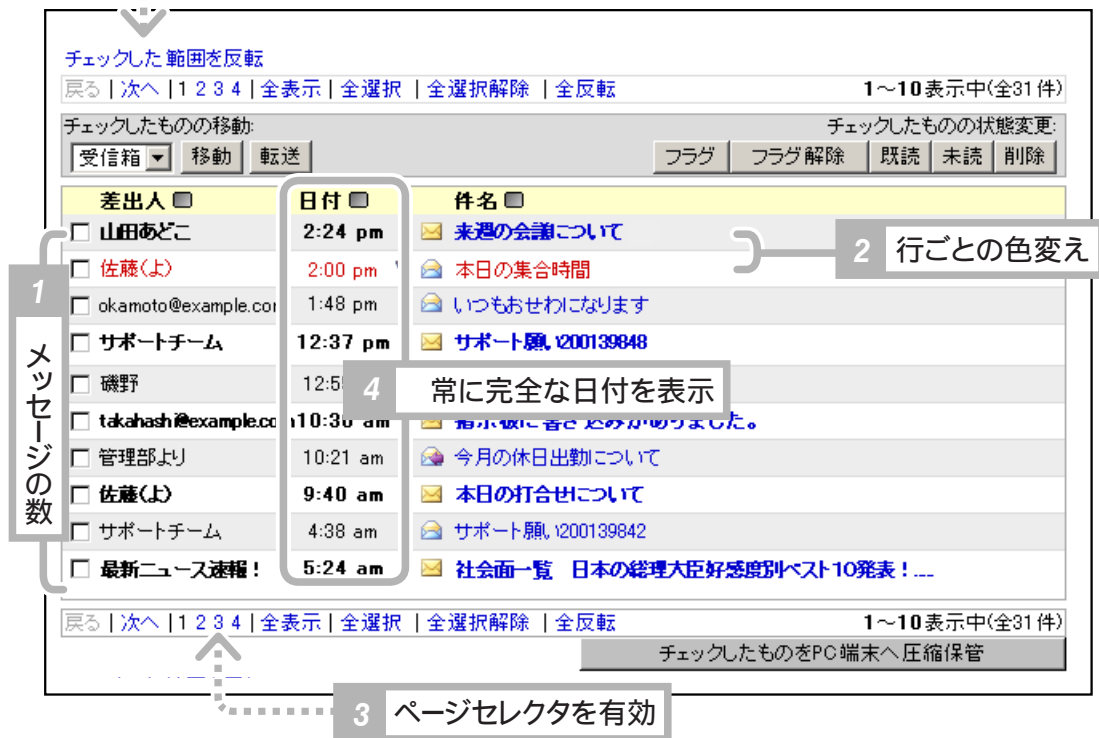 チェックした範囲を反転
戻る | 次へ | 1 2 3 4 | 全表示 | 全選択 | 全選択解除 | 全反転 1～10表示中(全31件)
チェックしたものの移動: チェックしたものの状態変更:
受信箱 移動 転送 フラグ フラグ解除 既読 未読 削除
差出人 日付 件名
山田あどこ 2:24 pm 来週の会議について
2 行ごとの色変え
佐藤(よ) 2:00 pm 本日の集合時間
1 メッセージの数
okamoto@example.co 1:48 pm いつもおせわになります
サポートチーム 12:37 pm サポート願い200139848
磯野 12:5
4 常に完全な日付を表示
takahashi@example.co 10:30 am 掲示板に書き込みがありました。
管理部より 10:21 am 今月の休日出勤について
佐藤(よ) 9:40 am 本日の打合せについて
サポートチーム 4:38 am サポート願い200139842
最新ニュース速報! 5:24 am 社会面一覧 日本の総理大臣好感度別ベスト10発表!...
戻る | 次へ | 1 2 3 4 | 全表示 | 全選択 | 全選択解除 | 全反転 1～10表示中(全31件)
チェックしたものをPC端末へ圧縮保管
3 ページセレクタを有効